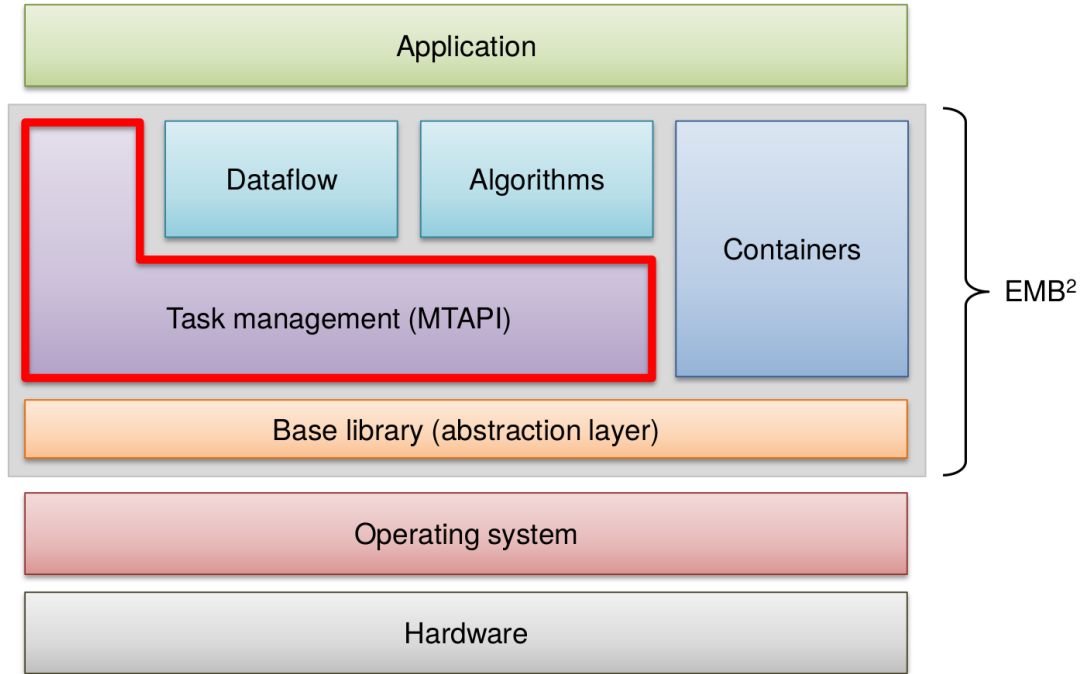 Application
Dataflow
Algorithms
Containers
Task management (MTAPI)
EMB²
Base library (abstraction layer)
Operating system
Hardware